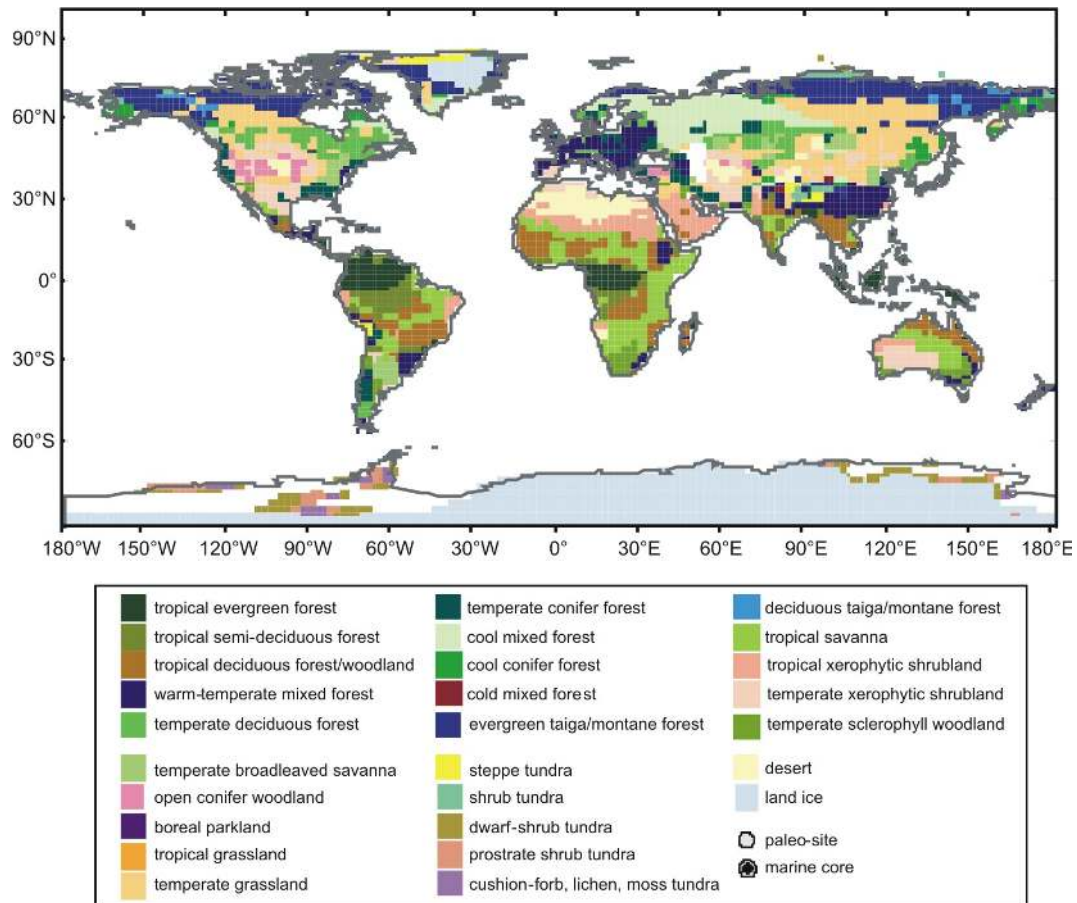 90°N
60°N
30°N
0°
30°S
60°S
180°W 150°W 120°W 90°W 60°W 30°W 0° 30°E 60°E 90°E 120°E 150°E 180°E
tropical evergreen forest
tropical semi-deciduous forest
tropical deciduous forest/woodland
warm-temperate mixed forest
temperate deciduous forest
temperate broadleaved savanna
open conifer woodland
boreal parkland
tropical grassland
temperate grassland
temperate conifer forest
cool mixed forest
cool conifer forest
cold mixed forest
evergreen taiga/montane forest
steppe tundra
shrub tundra
dwarf-shrub tundra
prostrate shrub tundra
cushion-forb, lichen, moss tundra
deciduous taiga/montane forest
tropical savanna
tropical xerophytic shrubland
temperate xerophytic shrubland
temperate sclerophyll woodland
desert
land ice
paleo-site
marine core